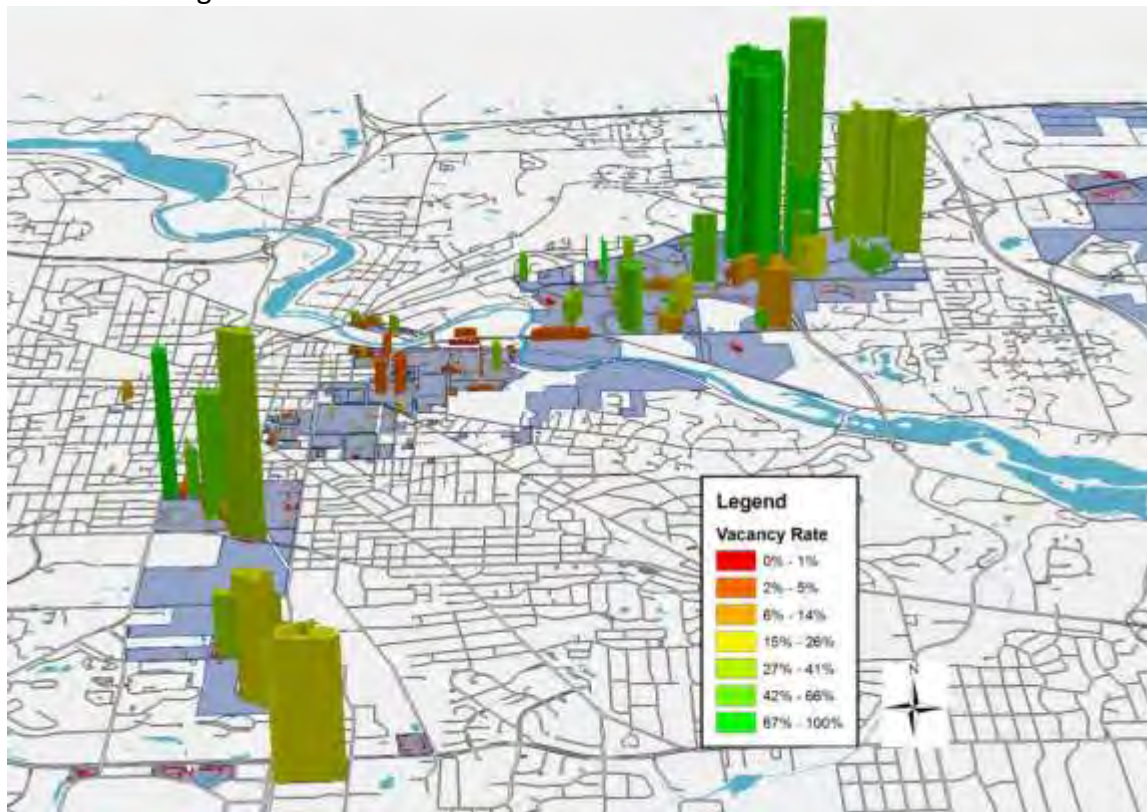 Legend
Vacancy Rate
0% - 1%
2% - 5%
6% - 14%
15% - 26%
27% - 41%
42% - 66%
67% - 100%
N